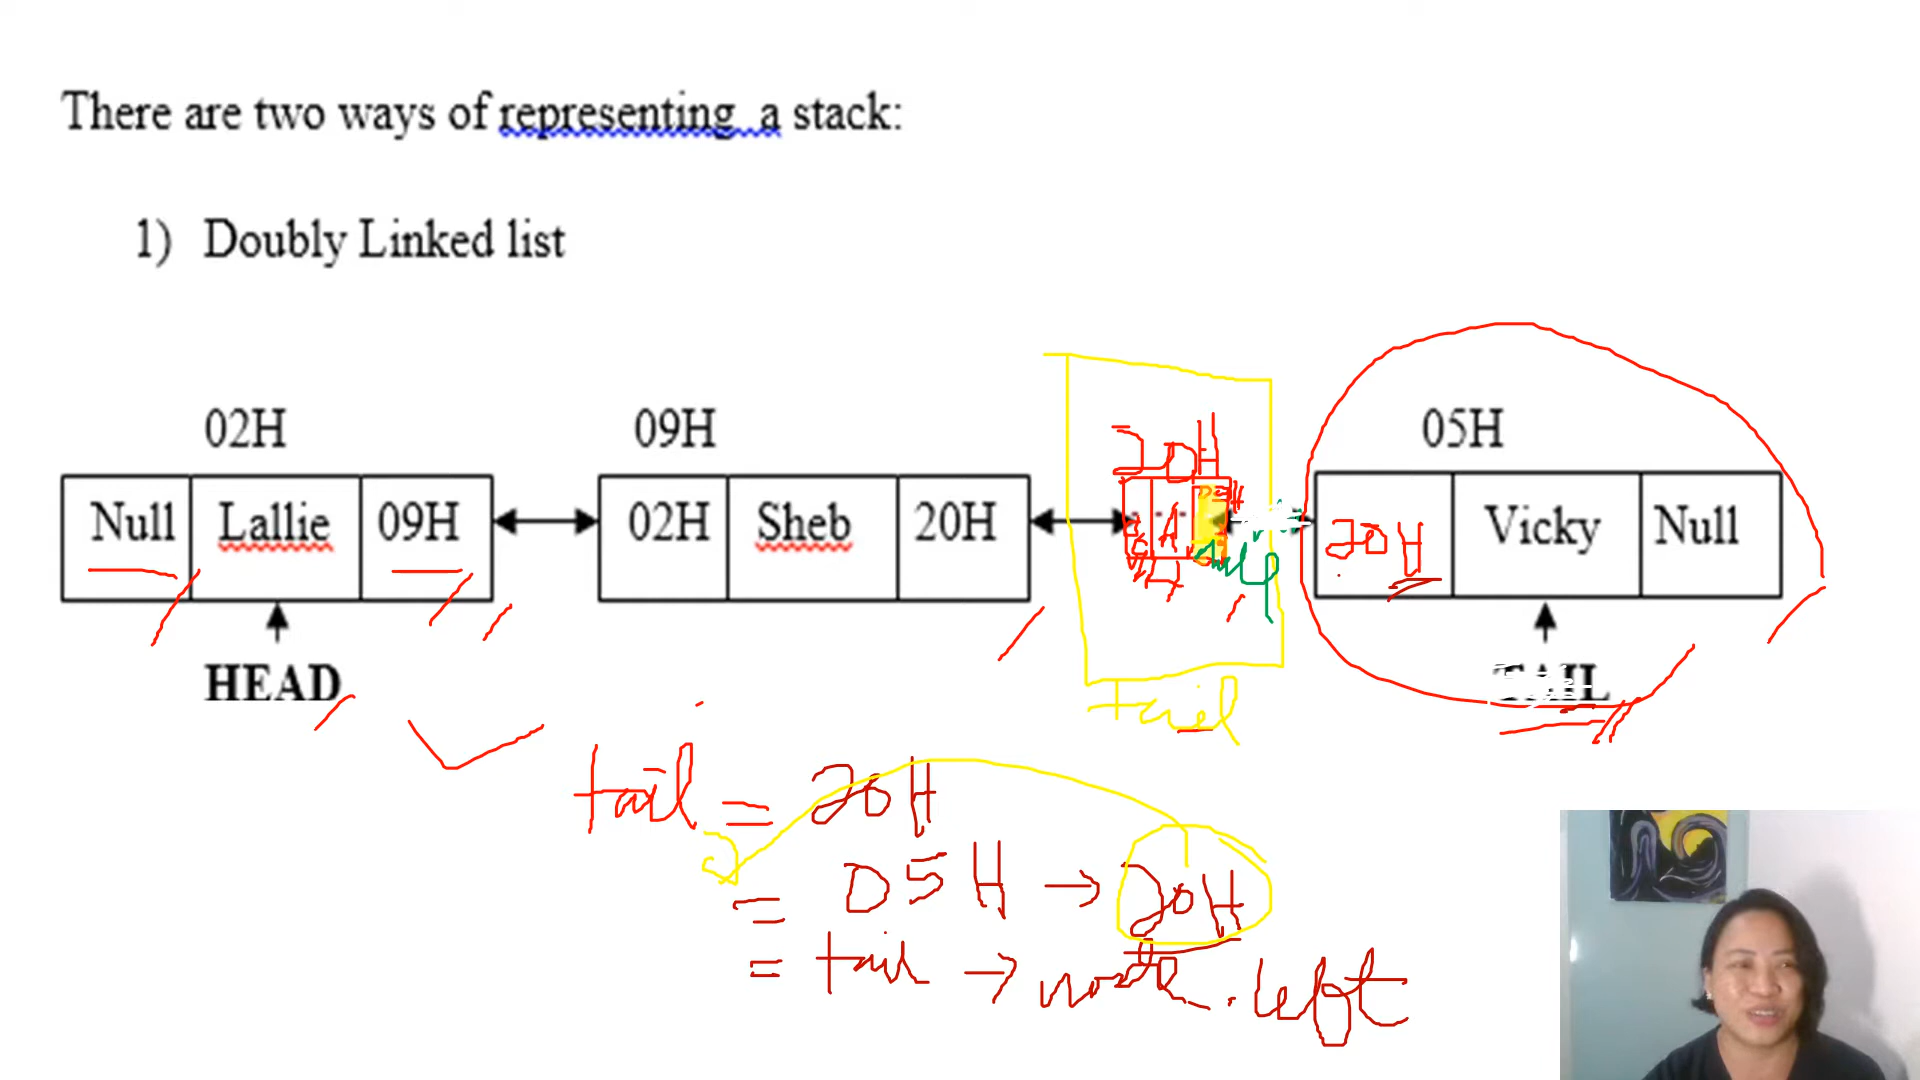 There are two ways of representing a stack:
1) Doubly Linked list
02H 09H 20H 05H
Null Lallie 09H 02H Sheb 20H A 20H Vicky Null
HEAD tail TAIL
tail = 20H
= 05H → 20H
= tail → node.left